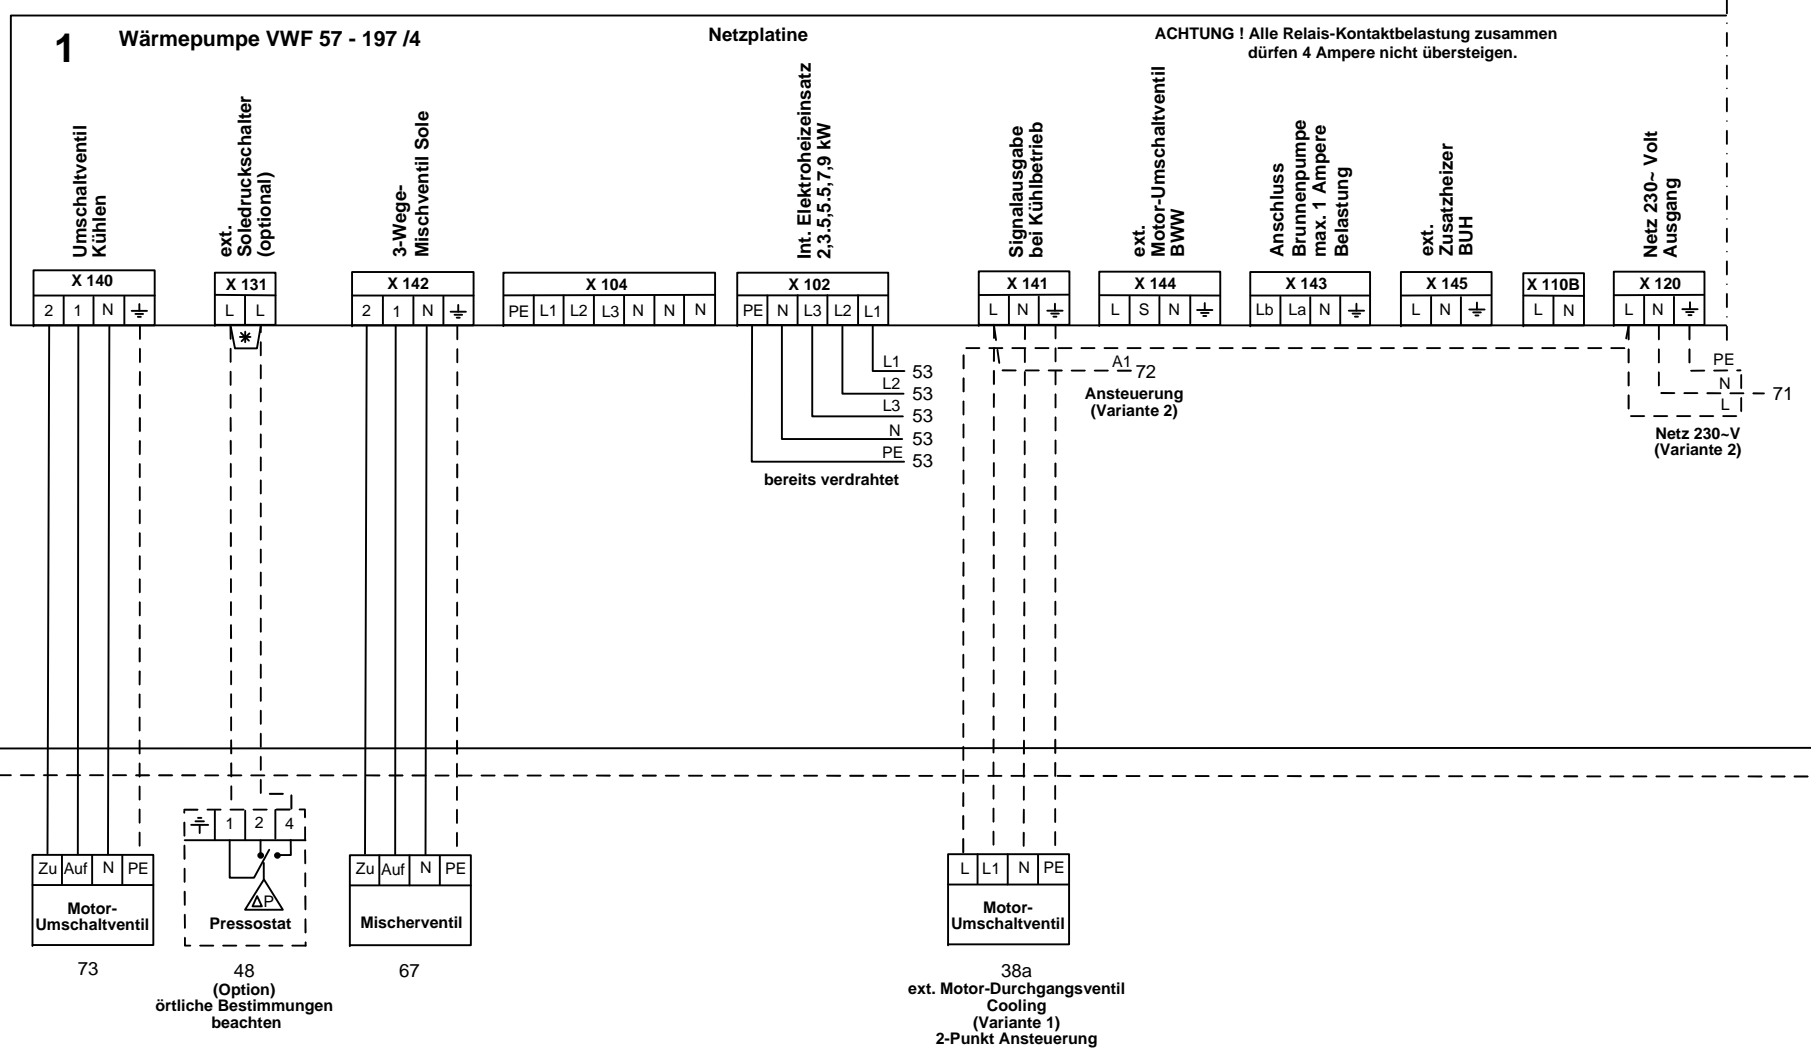 1
Wärmepumpe VWF 57 - 197 /4
Netzplatine
ACHTUNG ! Alle Relais-Kontaktbelastung zusammen
dürfen 4 Ampere nicht übersteigen.
Umschaltventil
Kühlen
ext.
Soledruckschalter
(optional)
3-Wege-
Mischventil Sole
Int. Elektroheizeinsatz
2,3.5,5.5,7,9 kW
Signalausgabe
bei Kühlbetrieb
ext.
Motor-Umschaltventil
BWW
Anschluss
Brunnenpumpe
max. 1 Ampere
Belastung
ext.
Zusatzheizer
BUH
Netz 230~ Volt
Ausgang
X 140
2 1 N
X 131
L L
*
X 142
2 1 N
X 104
PE L1 L2 L3 N N N
X 102
PE N L3 L2 L1
X 141
L N
X 144
L S N
X 143
Lb La N
X 145
L N
X 110B
L N
X 120
L N
L1 53
L2 53
L3 53
N 53
PE 53
bereits verdrahtet
A1 72
Ansteuerung
(Variante 2)
PE
N
L
71
Netz 230~V
(Variante 2)
Zu Auf N PE
Motor-
Umschaltventil
73
1 2 4
ΔP
Pressostat
48
(Option)
örtliche Bestimmungen
beachten
Zu Auf N PE
Mischerventil
67
L L1 N PE
Motor-
Umschaltventil
38a
ext. Motor-Durchgangsventil
Cooling
(Variante 1)
2-Punkt Ansteuerung